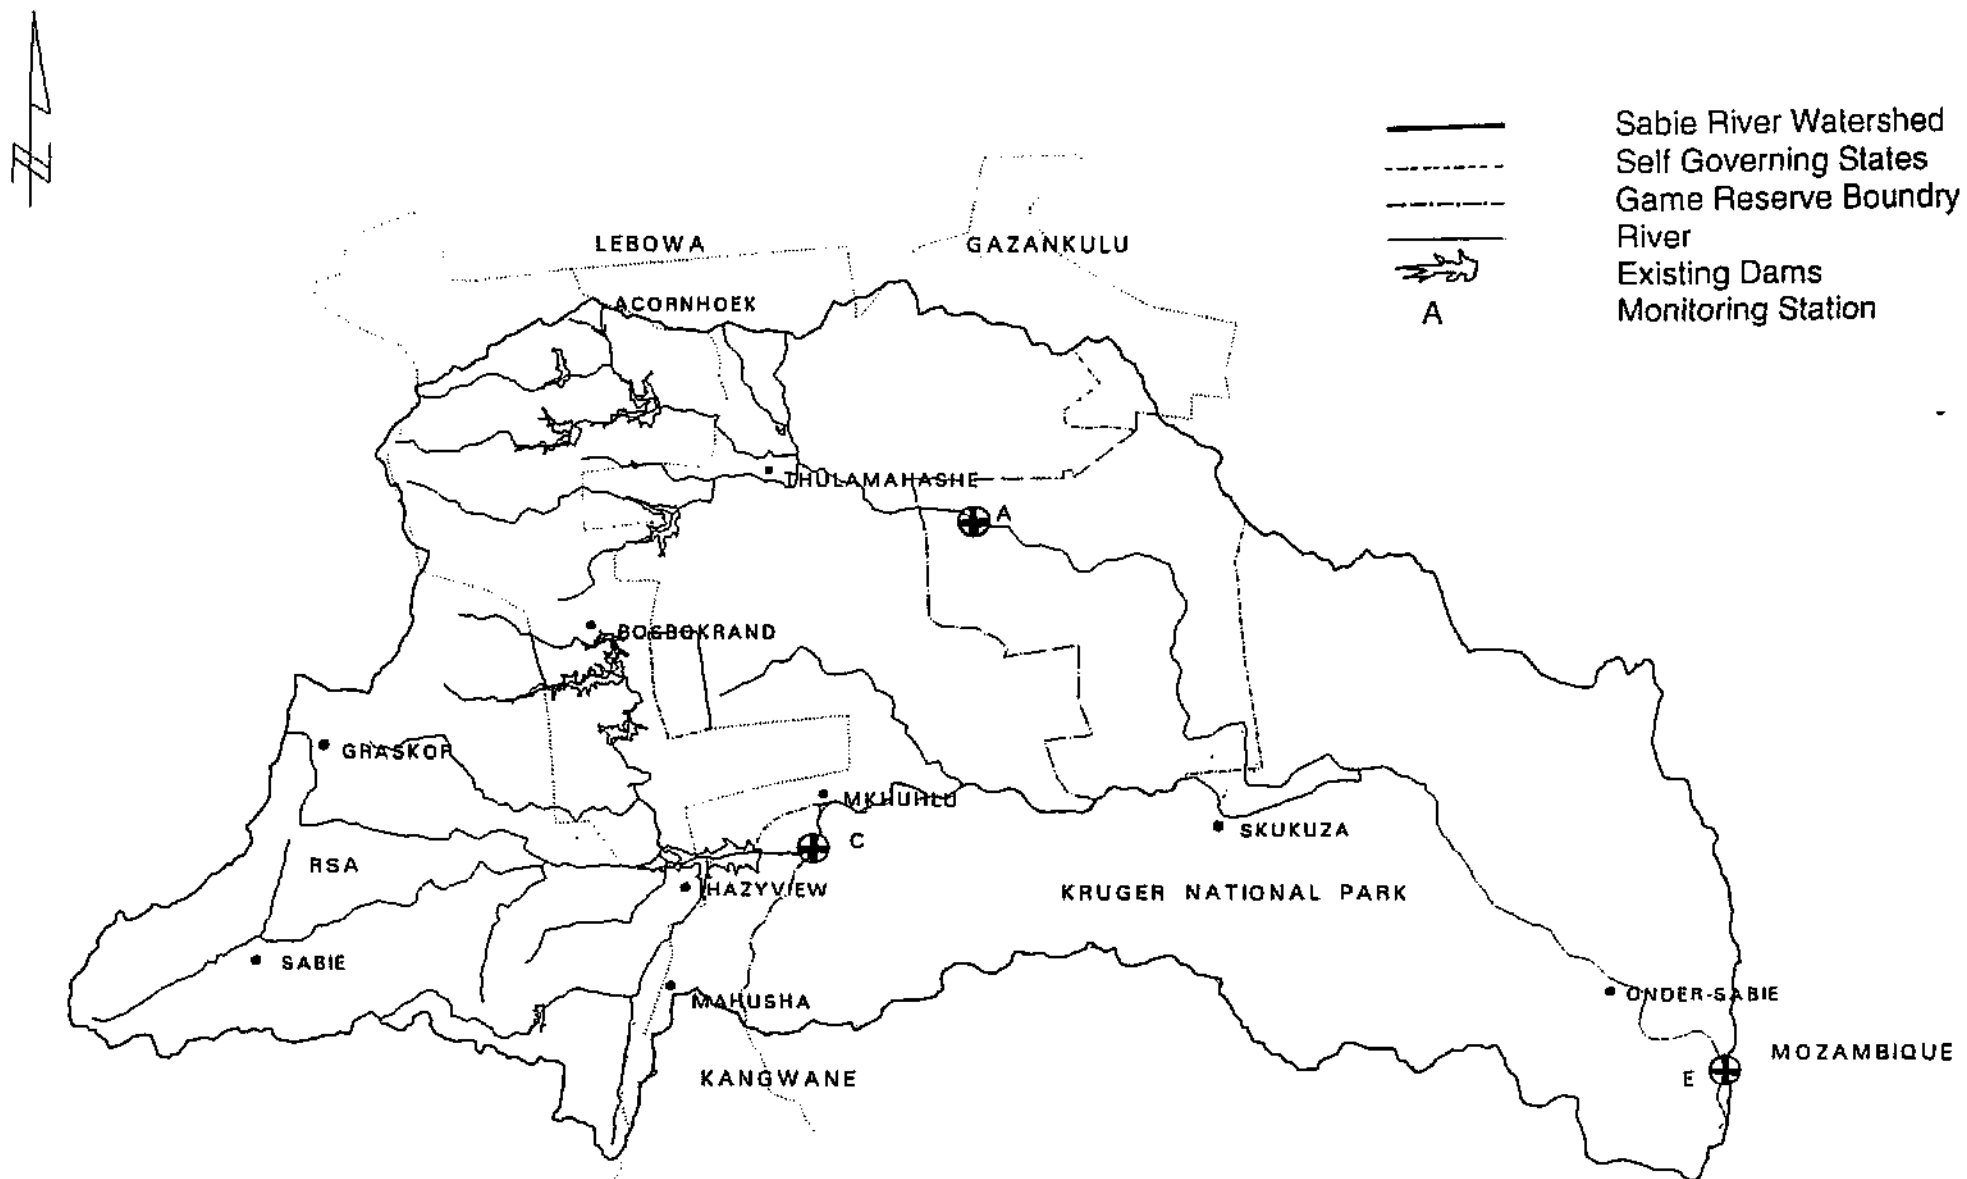 Sabie River Watershed
Self Governing States
Game Reserve Boundry
River
Existing Dams
A Monitoring Station
LEBOWA
GAZANKULU
ACORNHOEK
THULAMAHASHE
A
BOSBOKRAND
GRASKOP
MKHUHLU
C
SKUKUZA
RSA
HAZYVIEW
KRUGER NATIONAL PARK
SABIE
MAHUSHA
ONDER-SABIE
MOZAMBIQUE
KANGWANE
E
N